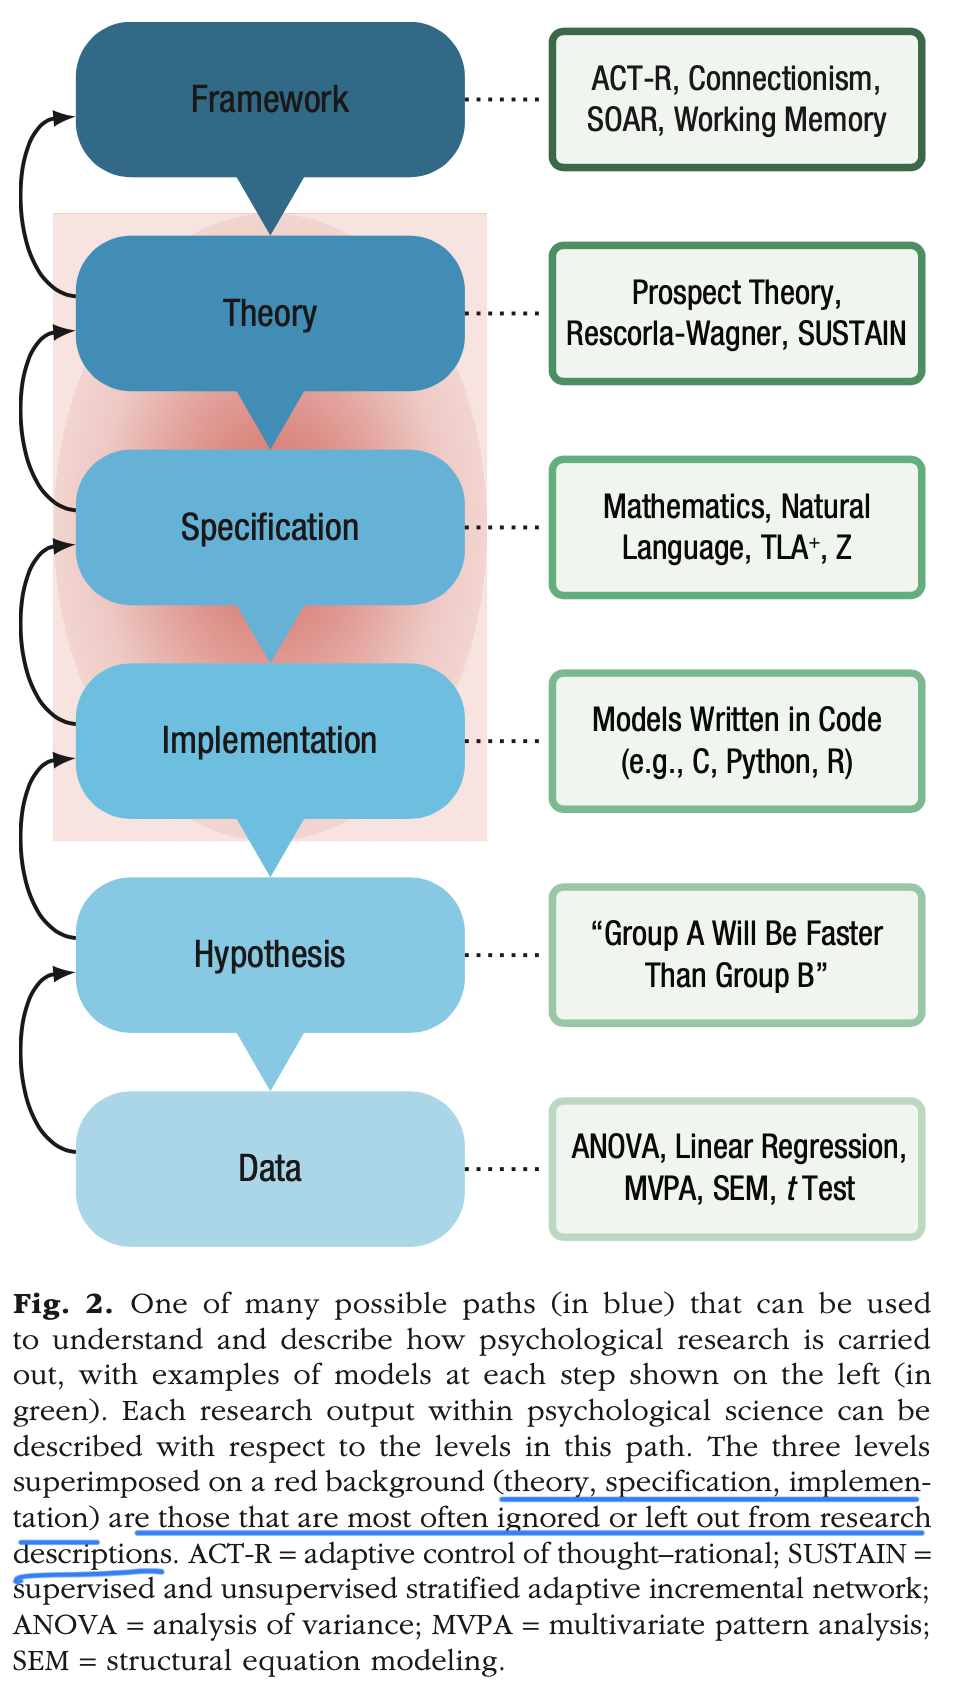 Framework
ACT-R, Connectionism,
SOAR, Working Memory
Theory
Prospect Theory,
Rescorla-Wagner, SUSTAIN
Specification
Mathematics, Natural
Language, TLA⁺, Z
Implementation
Models Written in Code
(e.g., C, Python, R)
Hypothesis
“Group A Will Be Faster
Than Group B”
Data
ANOVA, Linear Regression,
MVPA, SEM, t Test
Fig. 2. One of many possible paths (in blue) that can be used
to understand and describe how psychological research is carried
out, with examples of models at each step shown on the left (in
green). Each research output within psychological science can be
described with respect to the levels in this path. The three levels
superimposed on a red background (theory, specification, implemen-
tation) are those that are most often ignored or left out from research
descriptions. ACT-R = adaptive control of thought–rational; SUSTAIN =
supervised and unsupervised stratified adaptive incremental network;
ANOVA = analysis of variance; MVPA = multivariate pattern analysis;
SEM = structural equation modeling.